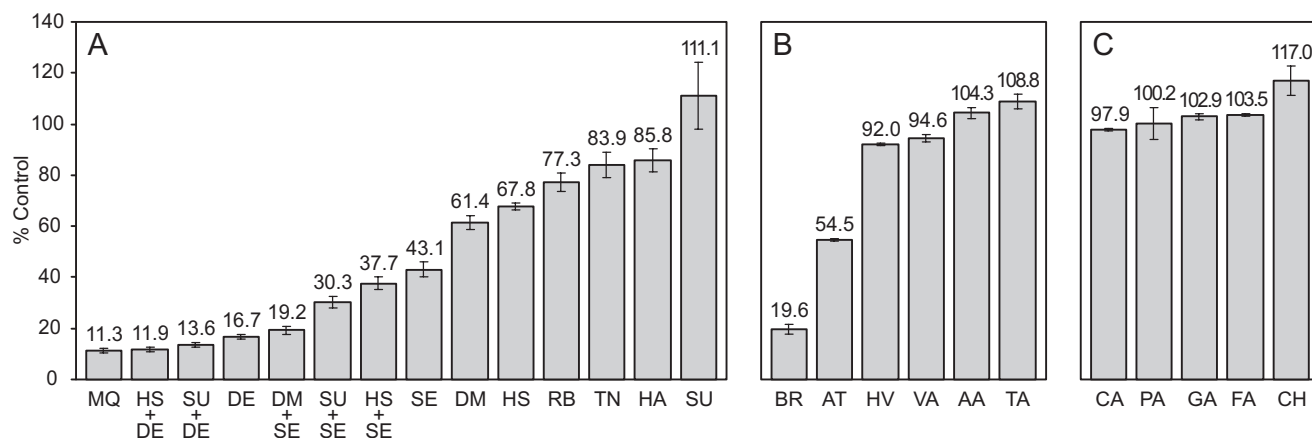 % Control
140
120
100
80
60
40
20
0
A
11.3
11.9
13.6
16.7
19.2
30.3
37.7
43.1
61.4
67.8
77.3
83.9
85.8
111.1
MQ
HS
+
DE
SU
+
DE
DE
DM
+
SE
SU
+
SE
HS
+
SE
SE
DM
HS
RB
TN
HA
SU
B
19.6
54.5
92.0
94.6
104.3
108.8
BR
AT
HV
VA
AA
TA
C
97.9
100.2
102.9
103.5
117.0
CA
PA
GA
FA
CH